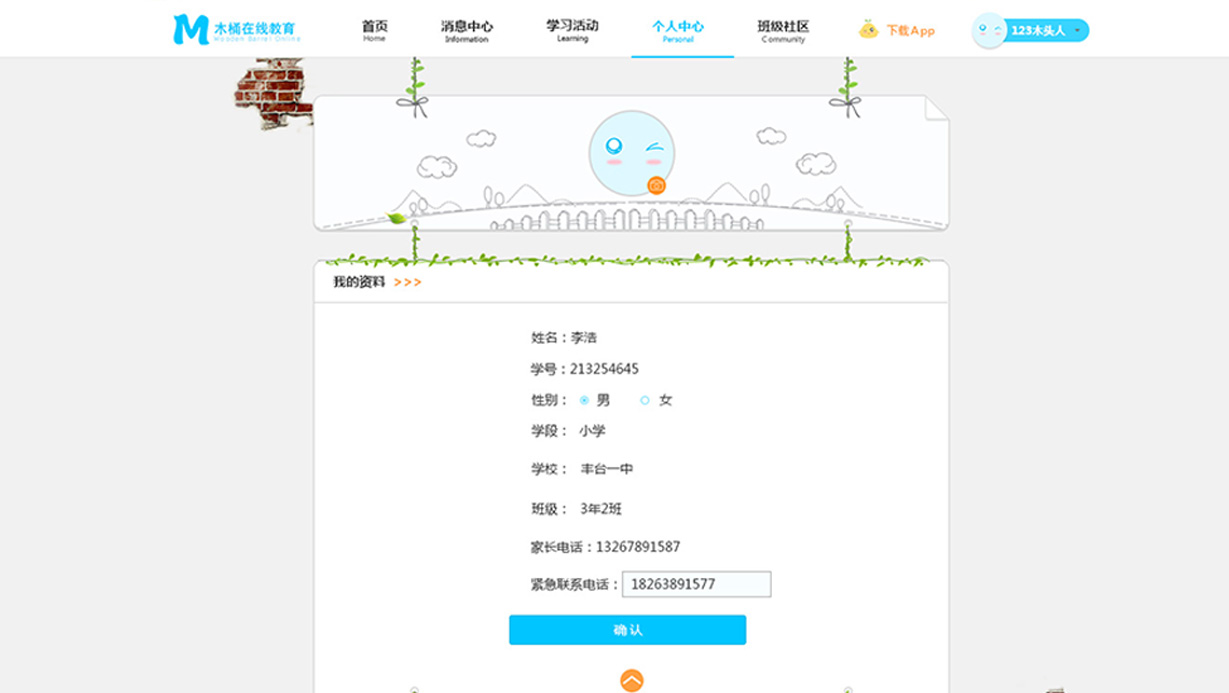 木桶在线教育
Wooden Barrel Online
首页
Home
消息中心
Information
学习活动
Learning
个人中心
Personal
班级社区
Community
下载App
123木头人
我的资料 >>>
姓名：李浩
学号：213254645
性别： 男 女
学段： 小学
学校： 丰台一中
班级： 3年2班
家长电话：13267891587
紧急联系电话： 18263891577
确认